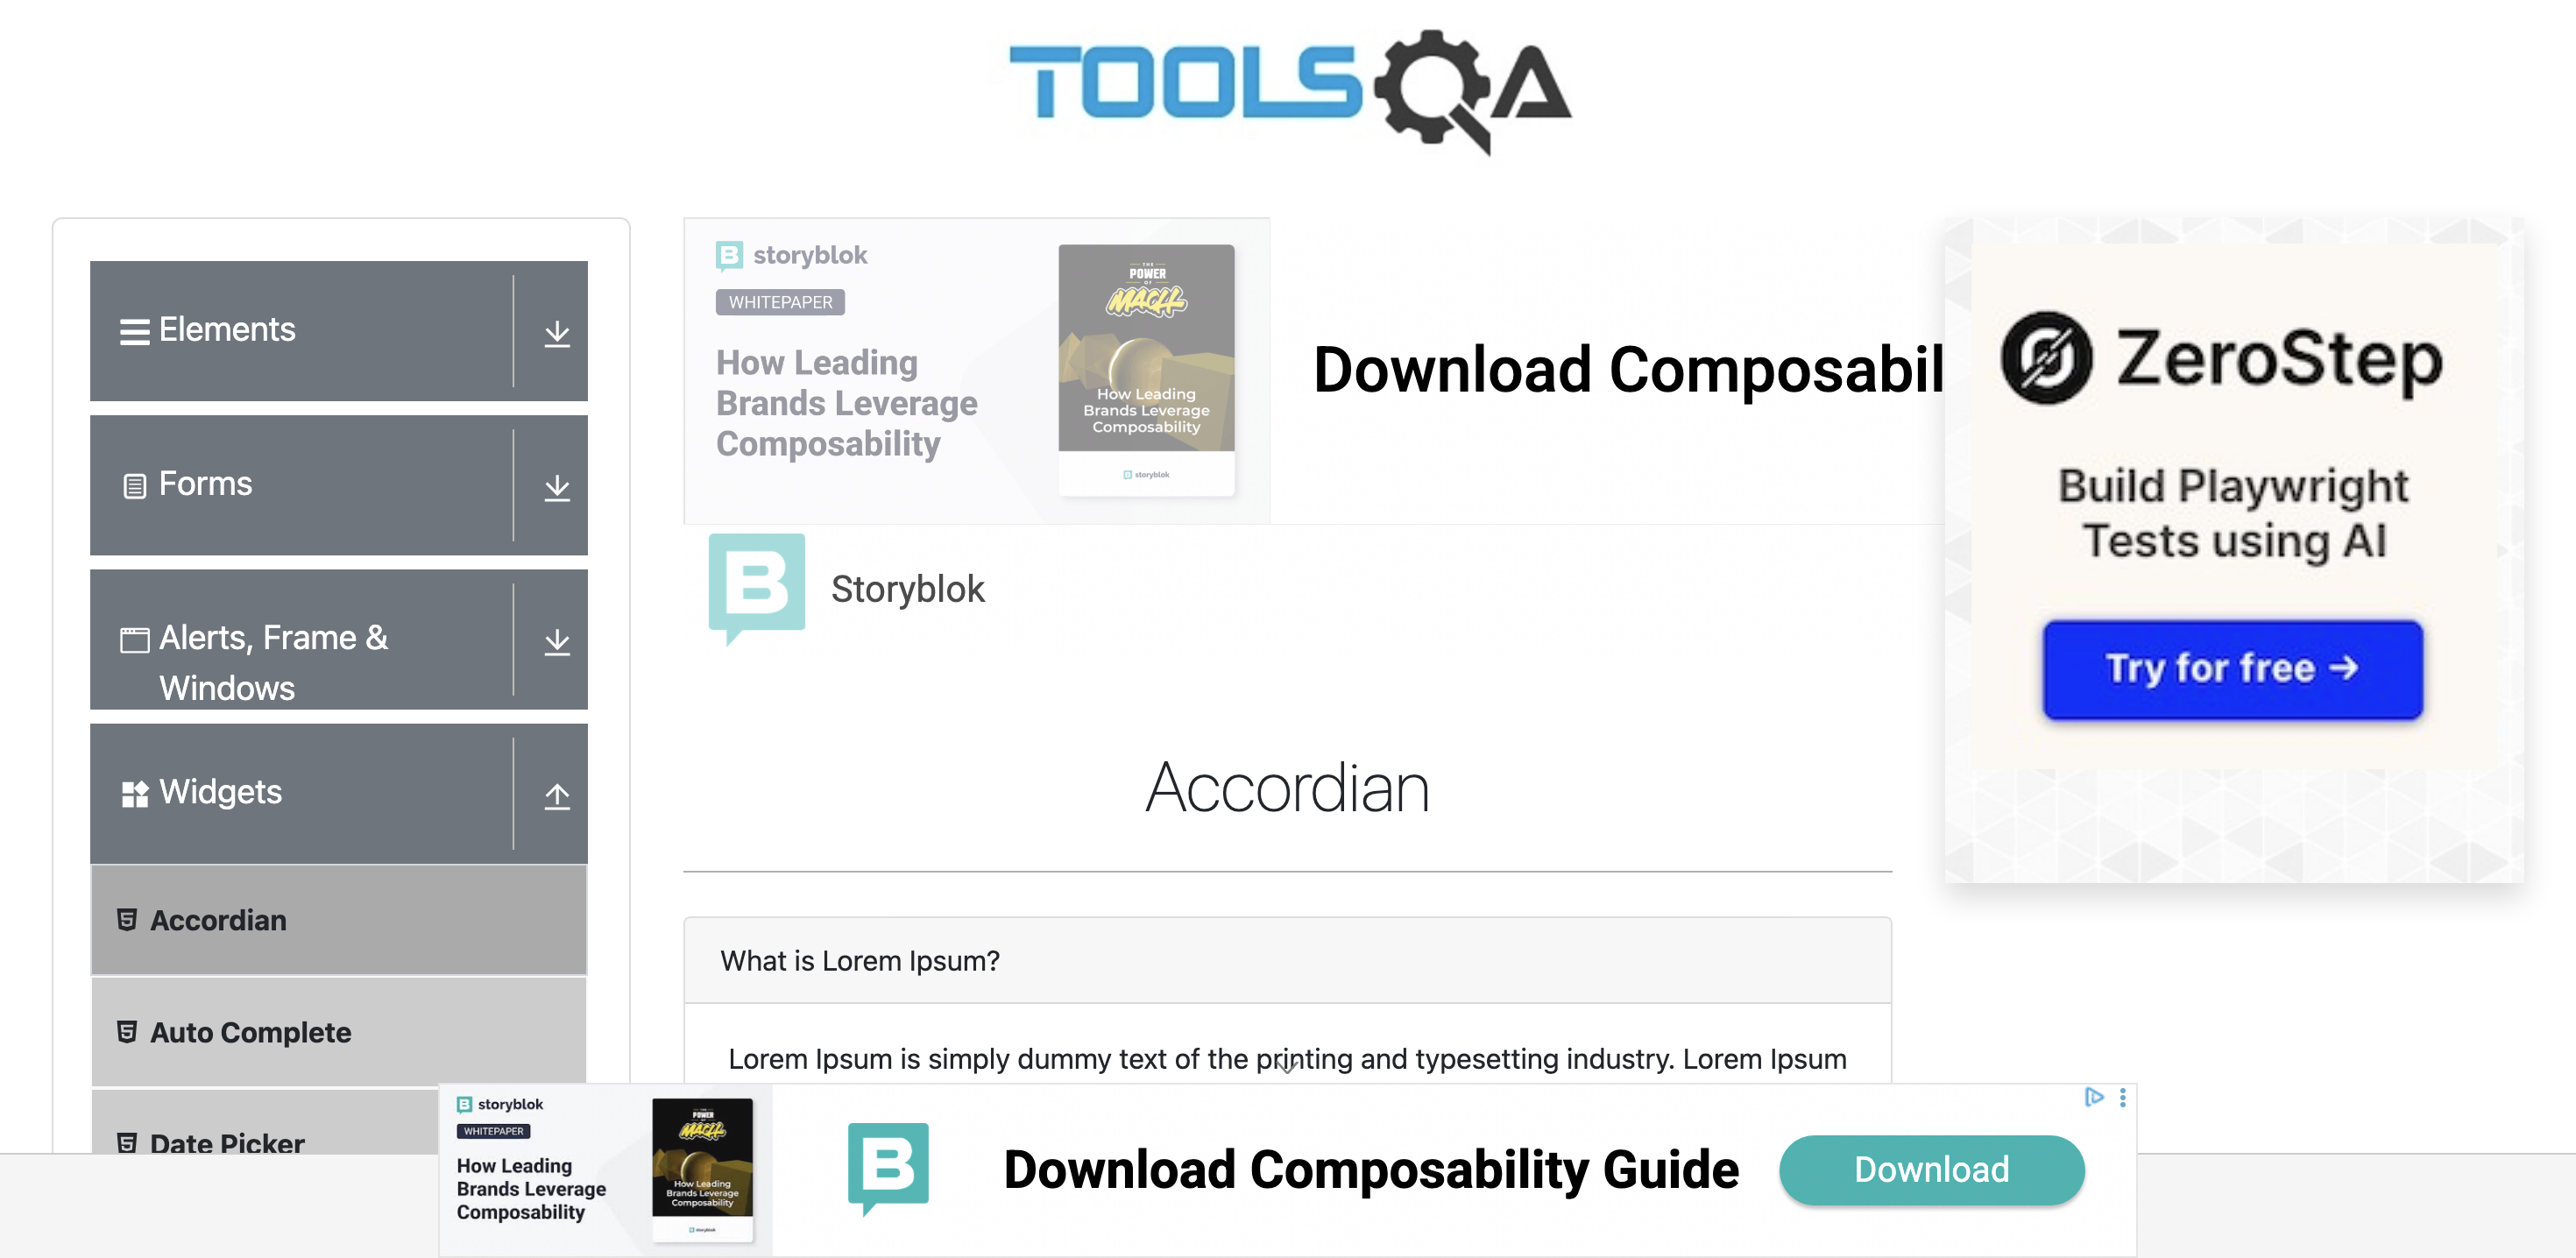 TOOLSQA
Elements
Forms
Alerts, Frame &
Windows
Widgets
Accordian
Auto Complete
Date Picker
storyblok
WHITEPAPER
How Leading
Brands Leverage
Composability
THE
POWER
OF
MACH
How Leading
Brands Leverage
Composability
storyblok
Download Composabil
Storyblok
ZeroStep
Build Playwright
Tests using AI
Try for free →
Accordian
What is Lorem Ipsum?
Lorem Ipsum is simply dummy text of the printing and typesetting industry. Lorem Ipsum
storyblok
WHITEPAPER
How Leading
Brands Leverage
Composability
POWER
MACH
How Leading
Brands Leverage
Composability
storyblok
Download Composability Guide
Download